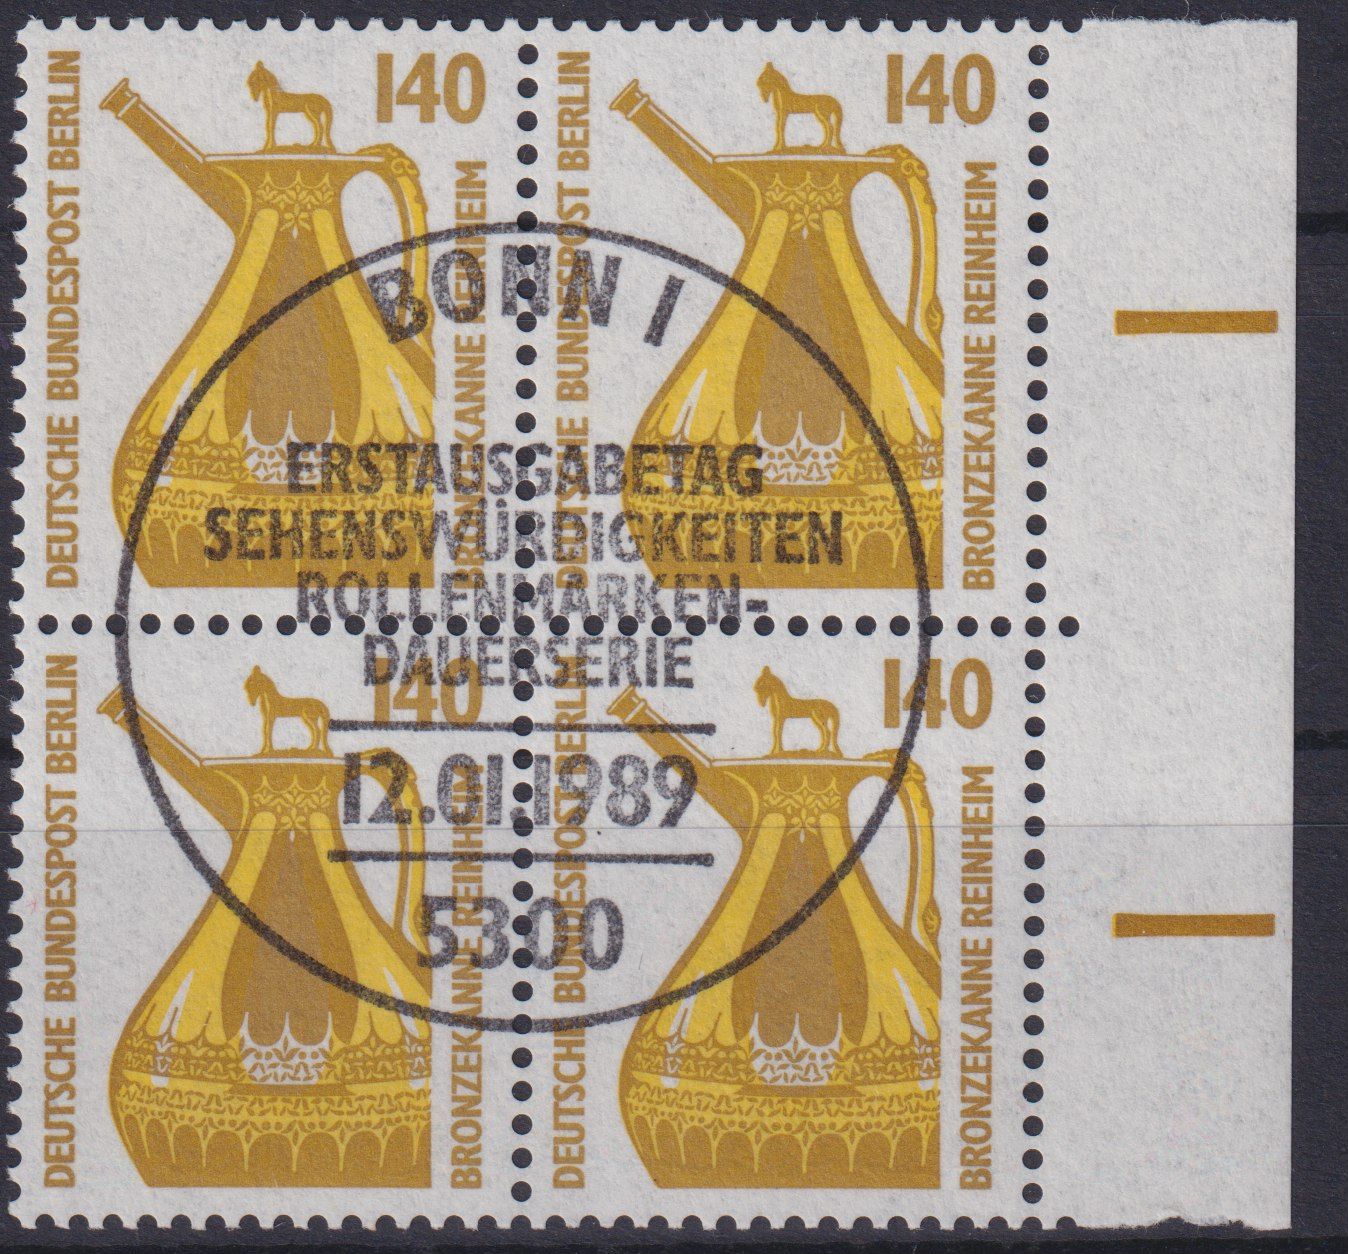 DEUTSCHE BUNDESPOST BERLIN
140
BRONZEKANNE REINHEIM
DEUTSCHE BUNDESPOST BERLIN
140
BRONZEKANNE REINHEIM
BONN 1
ERSTAUSGABETAG
SEHENSWÜRDIGKEITEN
ROLLENMARKEN-
DAUERSERIE
12.01.1989
5300
DEUTSCHE BUNDESPOST BERLIN
140
BRONZEKANNE REINHEIM
DEUTSCHE BUNDESPOST BERLIN
140
BRONZEKANNE REINHEIM